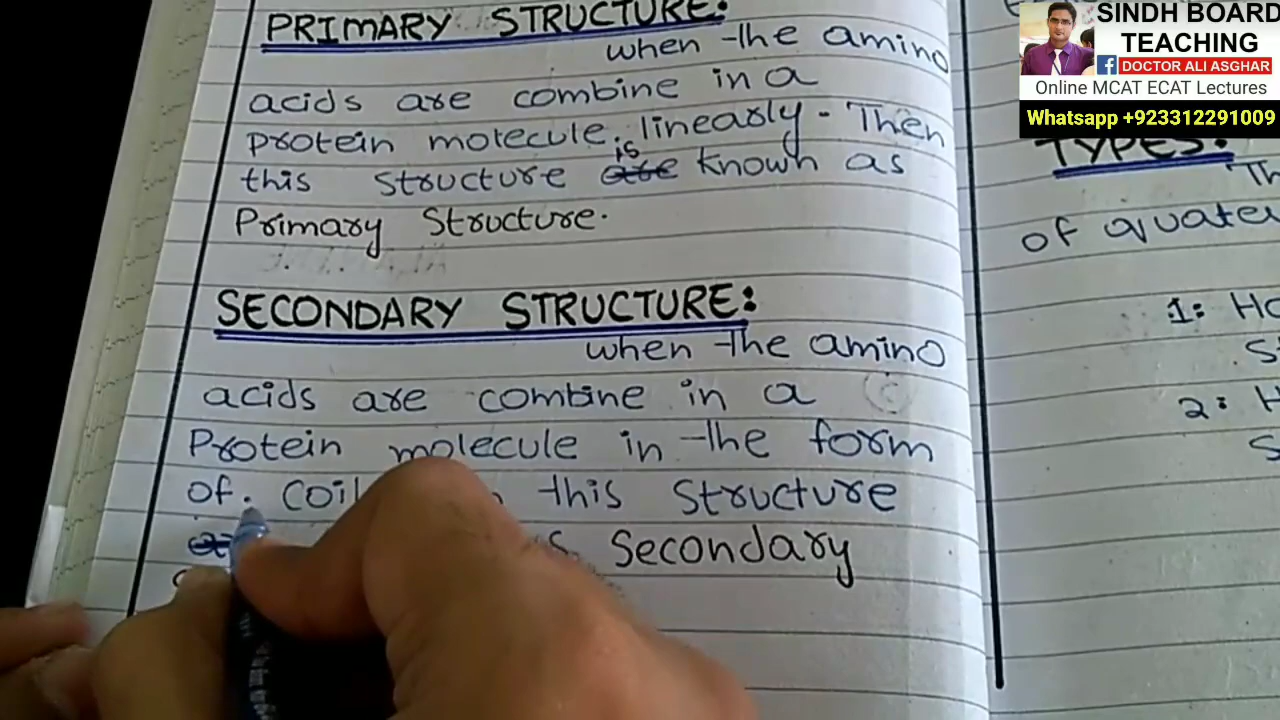 PRIMARY STRUCTURE:
when the amino
acids are combine in a
protein molecule linearly. Then
this structure is known as
Primary Structure.
SECONDARY STRUCTURE:
when the amino
acids are combine in a
Protein molecule in the form
of coil this structure
Secondary
TYPES:
Th
of quater
1: Ho
S
2: H
S
SINDH BOARD
TEACHING
DOCTOR ALI ASGHAR
Online MCAT ECAT Lectures
Whatsapp +923312291009